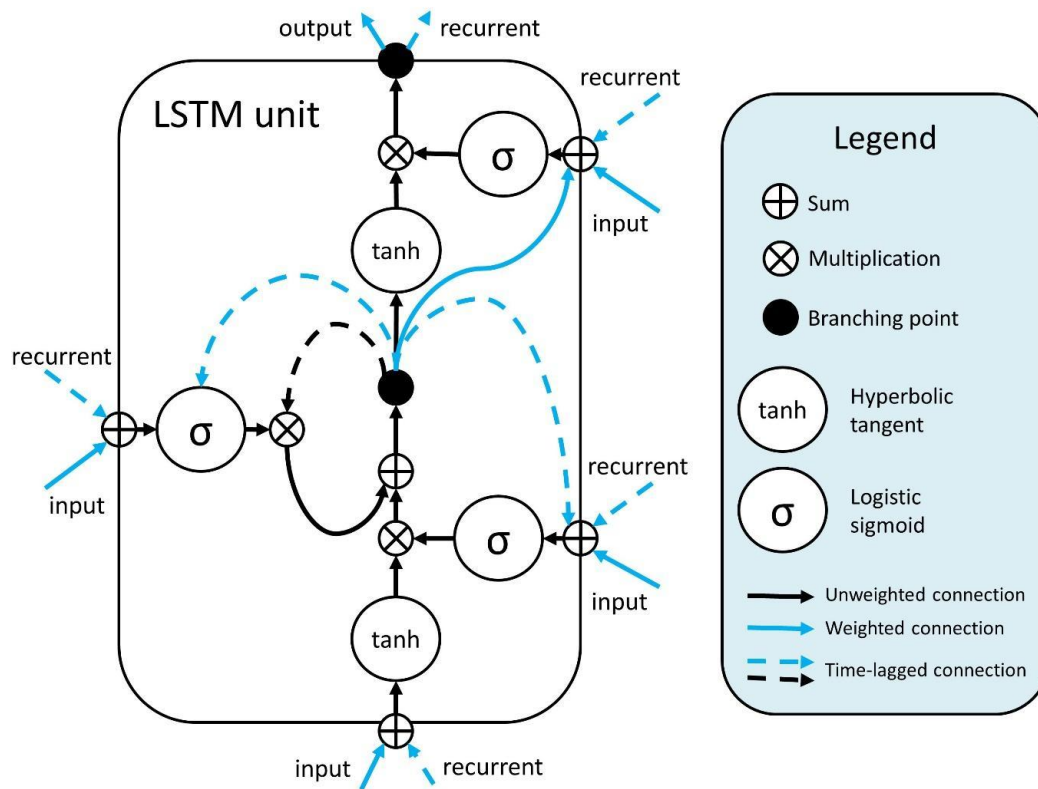 output
recurrent
LSTM unit
recurrent
σ
input
tanh
recurrent
σ
input
recurrent
σ
input
tanh
input
recurrent
Legend
Sum
Multiplication
Branching point
tanh
Hyperbolic
tangent
σ
Logistic
sigmoid
Unweighted connection
Weighted connection
Time-lagged connection